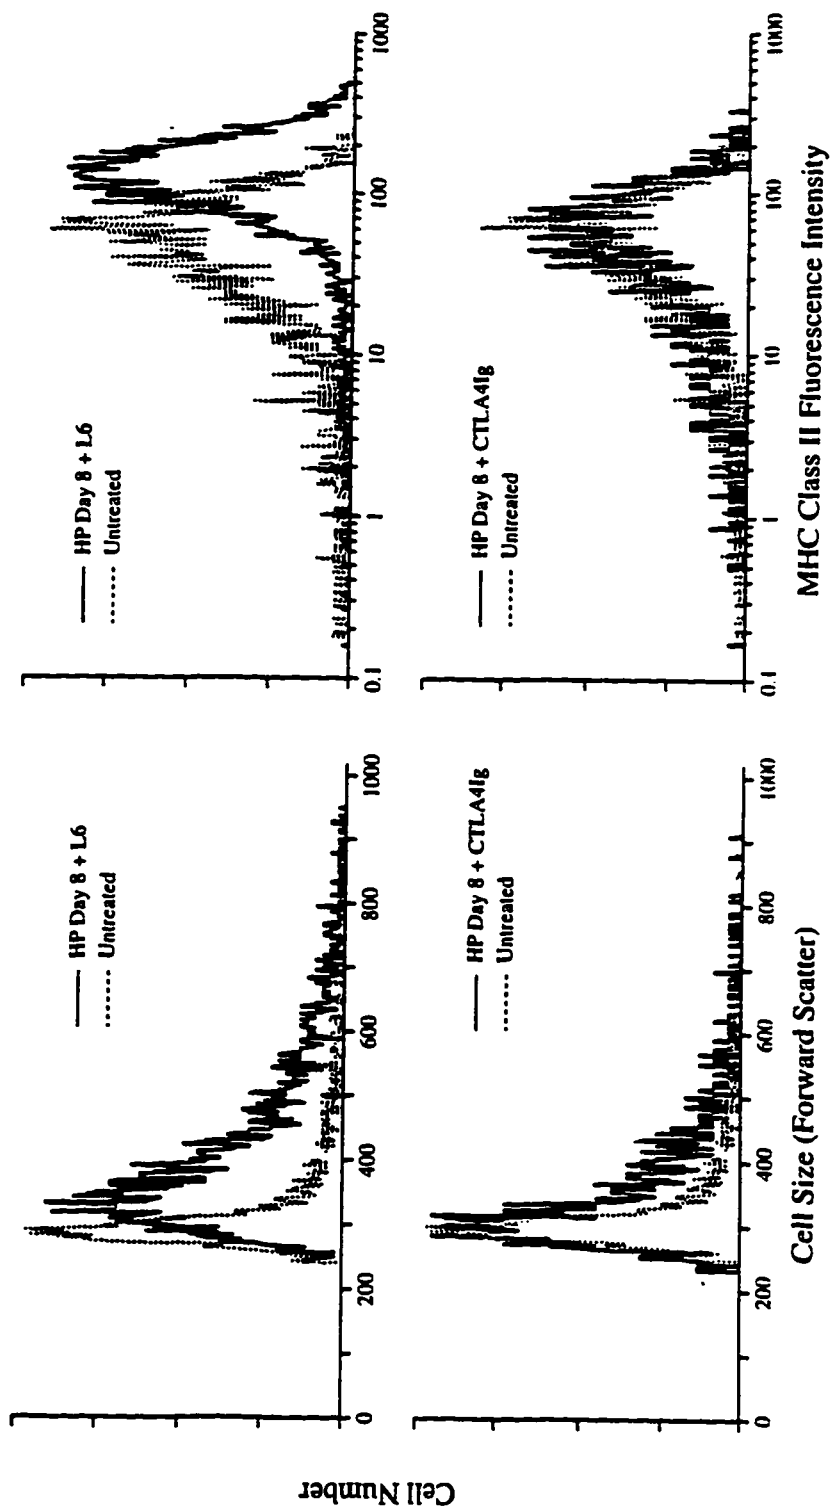 Cell Number
HP Day 8 + L6
Untreated
0
200
400
600
800
1000
HP Day 8 + L6
Untreated
0.1
1
10
100
1000
HP Day 8 + CTLA4Ig
Untreated
0
200
400
600
800
1000
Cell Size (Forward Scatter)
HP Day 8 + CTLA4Ig
Untreated
0.1
1
10
100
1000
MHC Class II Fluorescence Intensity